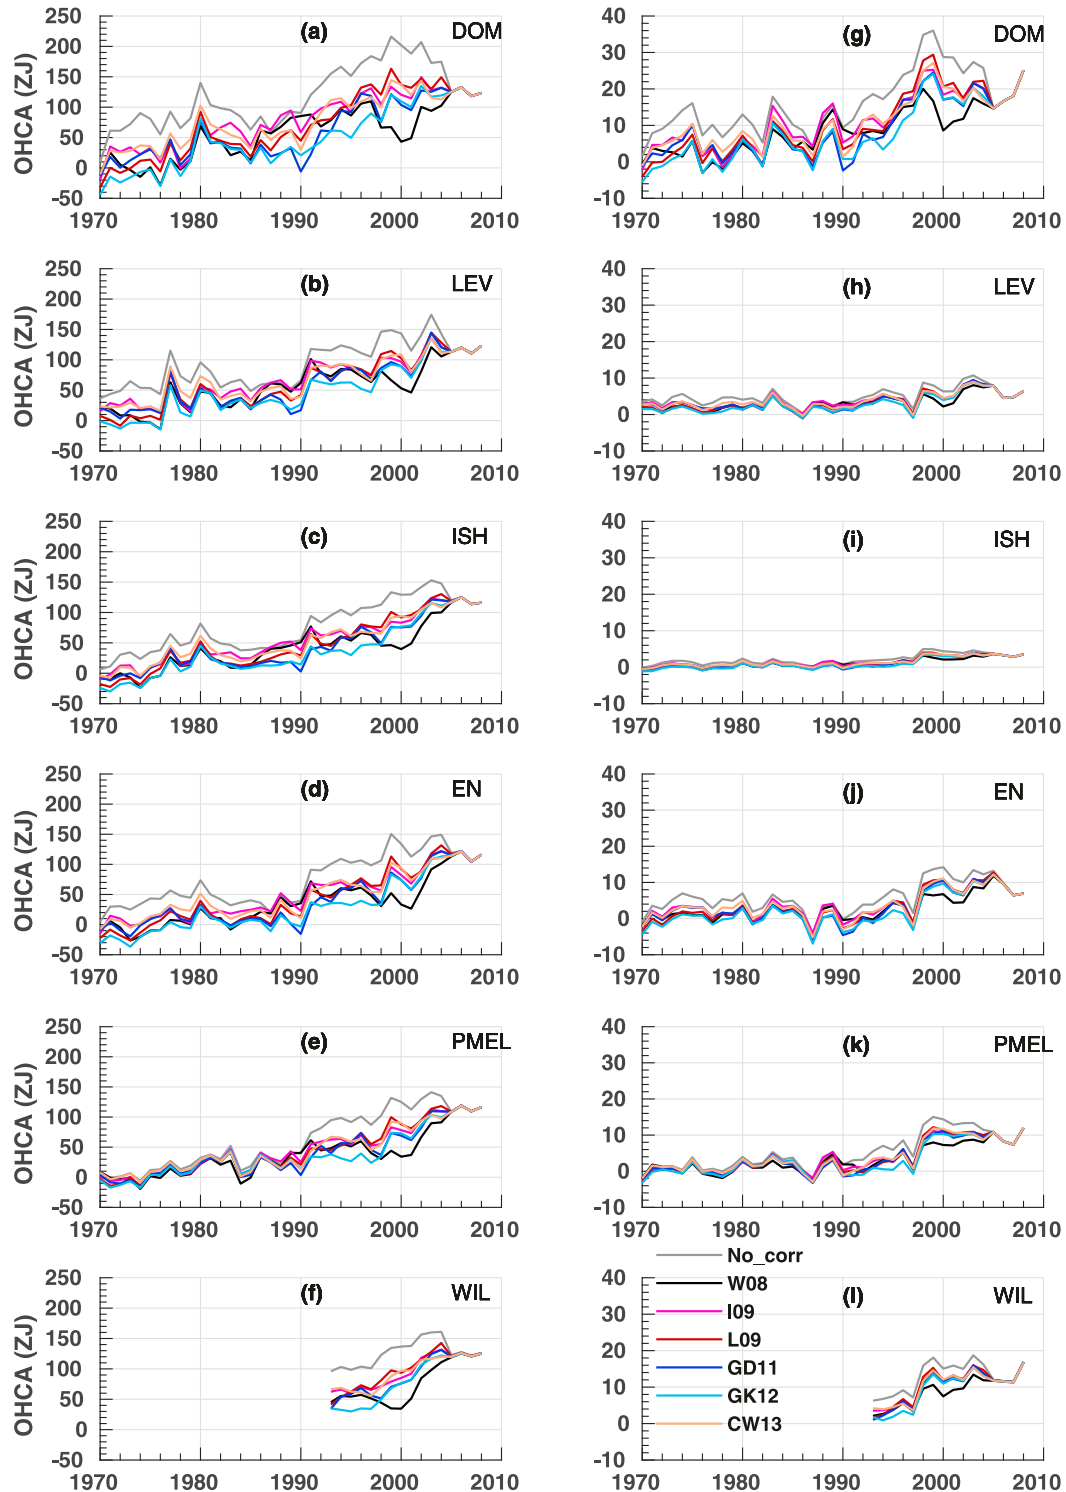 250
200
150
100
50
0
-50
OHCA (ZJ)
(a)
DOM
1970 1980 1990 2000 2010
40
30
20
10
0
-10
(g)
DOM
1970 1980 1990 2000 2010
250
200
150
100
50
0
-50
OHCA (ZJ)
(b)
LEV
1970 1980 1990 2000 2010
40
30
20
10
0
-10
(h)
LEV
1970 1980 1990 2000 2010
250
200
150
100
50
0
-50
OHCA (ZJ)
(c)
ISH
1970 1980 1990 2000 2010
40
30
20
10
0
-10
(i)
ISH
1970 1980 1990 2000 2010
250
200
150
100
50
0
-50
OHCA (ZJ)
(d)
EN
1970 1980 1990 2000 2010
40
30
20
10
0
-10
(j)
EN
1970 1980 1990 2000 2010
250
200
150
100
50
0
-50
OHCA (ZJ)
(e)
PMEL
1970 1980 1990 2000 2010
40
30
20
10
0
-10
(k)
PMEL
1970 1980 1990 2000 2010
250
200
150
100
50
0
-50
OHCA (ZJ)
(f)
WIL
1970 1980 1990 2000 2010
40
30
20
10
0
-10
(l)
WIL
No_corr
W08
I09
L09
GD11
GK12
CW13
1970 1980 1990 2000 2010